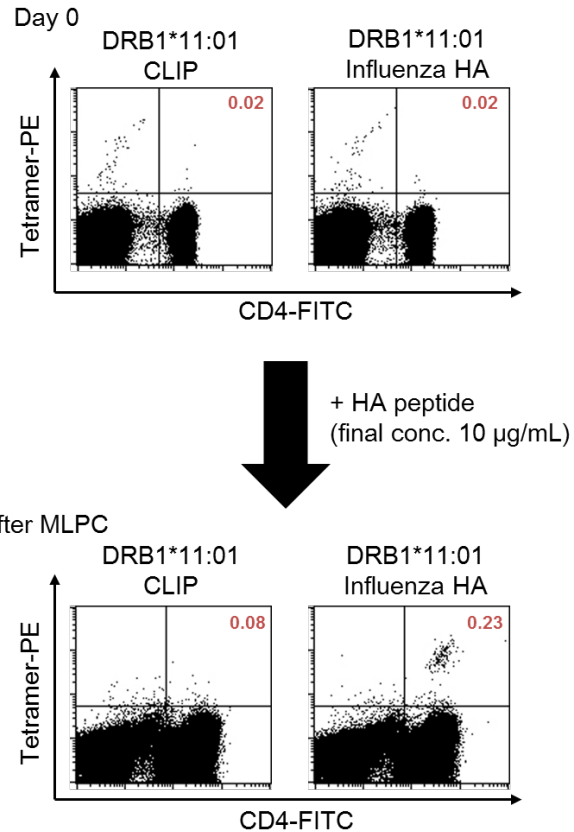 Day 0
DRB1*11:01
CLIP
DRB1*11:01
Influenza HA
0.02
0.02
Tetramer-PE
CD4-FITC
+ HA peptide
(final conc. 10 µg/mL)
fter MLPC
DRB1*11:01
CLIP
DRB1*11:01
Influenza HA
0.08
0.23
Tetramer-PE
CD4-FITC